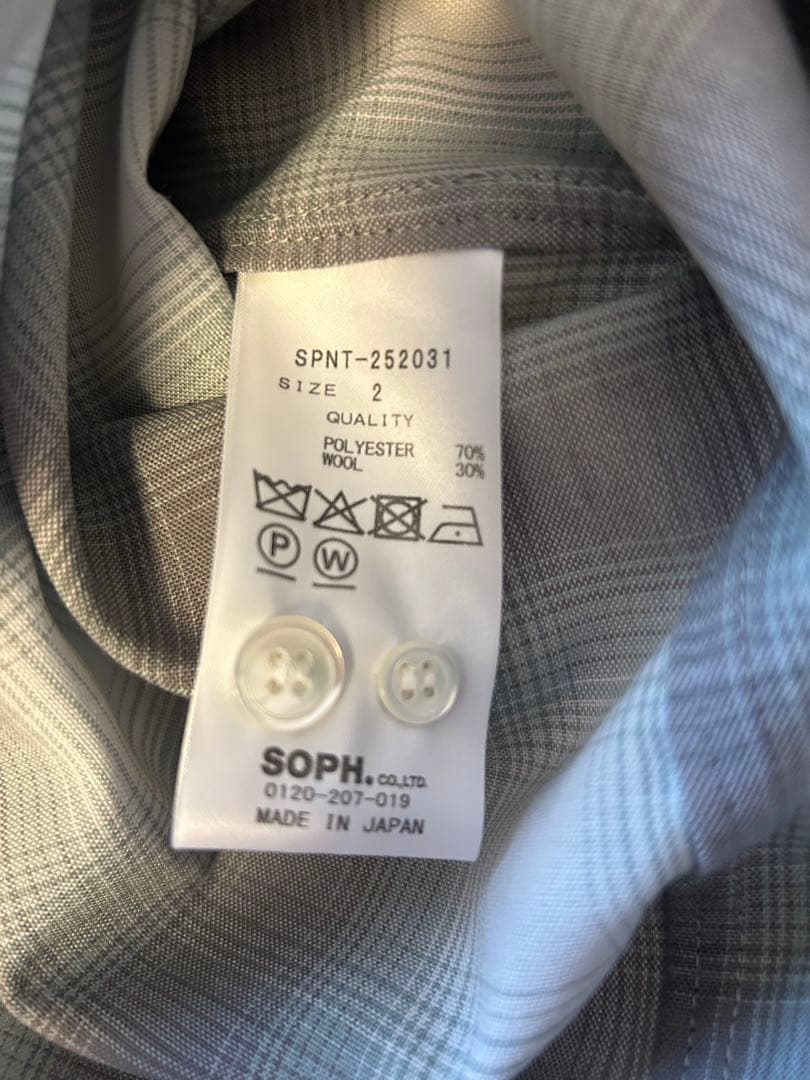 SPNT-252031
SIZE 2
QUALITY
POLYESTER 70%
WOOL 30%
P W
SOPH. CO.,LTD.
0120-207-019
MADE IN JAPAN